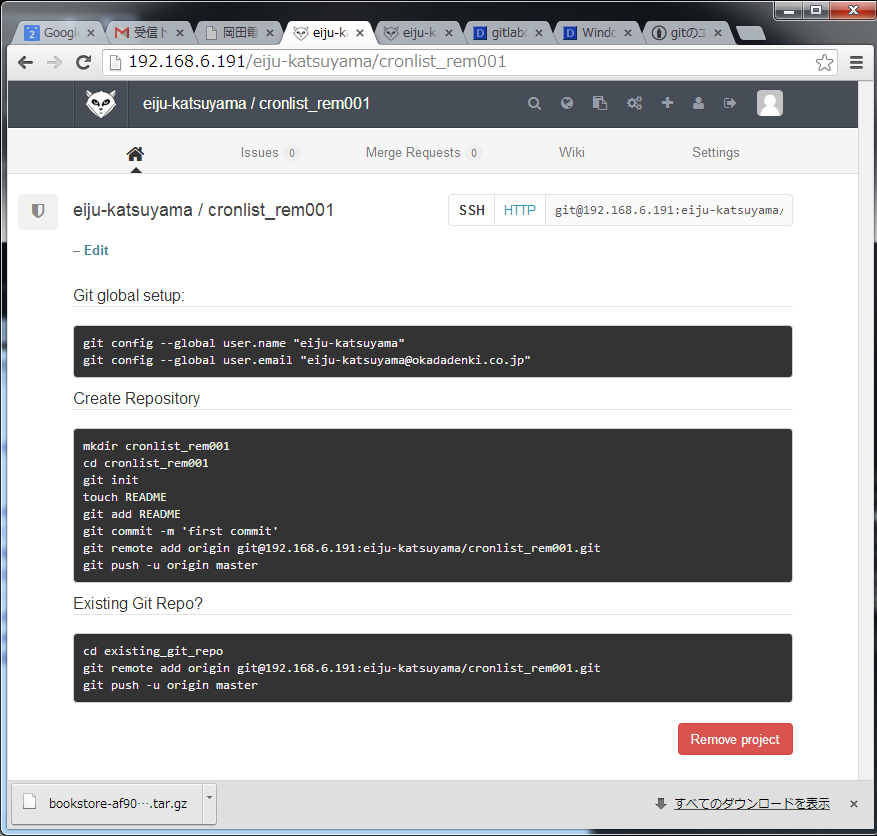 Googl
受信ト
岡田電
eiju-ka
eiju-k
gitlab
Windo
gitのコ
192.168.6.191/eiju-katsuyama/cronlist_rem001
eiju-katsuyama / cronlist_rem001
Issues 0
Merge Requests 0
Wiki
Settings
eiju-katsuyama / cronlist_rem001
SSH
HTTP
git@192.168.6.191:eiju-katsuyama/
– Edit
Git global setup:
git config --global user.name "eiju-katsuyama"
git config --global user.email "eiju-katsuyama@okadadenki.co.jp"
Create Repository
mkdir cronlist_rem001
cd cronlist_rem001
git init
touch README
git add README
git commit -m 'first commit'
git remote add origin git@192.168.6.191:eiju-katsuyama/cronlist_rem001.git
git push -u origin master
Existing Git Repo?
cd existing_git_repo
git remote add origin git@192.168.6.191:eiju-katsuyama/cronlist_rem001.git
git push -u origin master
Remove project
bookstore-af90….tar.gz
すべてのダウンロードを表示